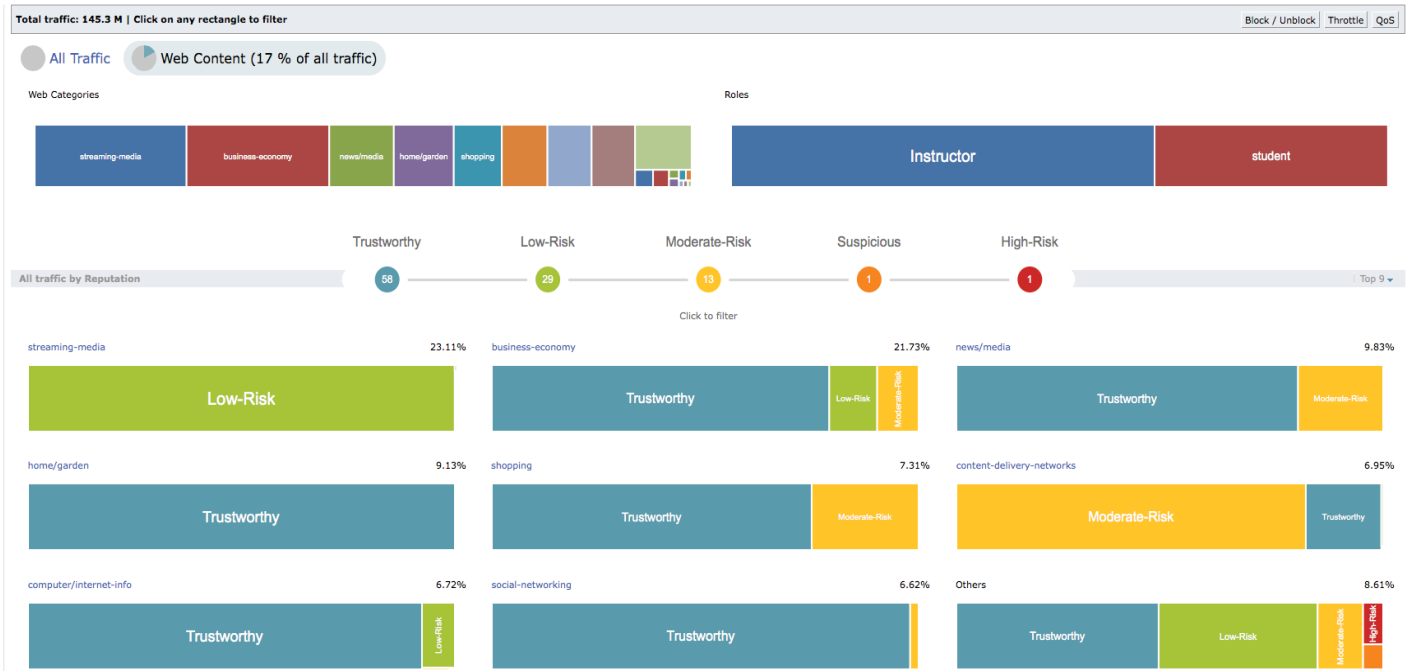 Total traffic: 145.3 M | Click on any rectangle to filter
Block / Unblock
Throttle
QoS
All Traffic
Web Content (17 % of all traffic)
Web Categories
Roles
streaming-media
business-economy
news/media
home/garden
shopping
Instructor
student
Trustworthy
Low-Risk
Moderate-Risk
Suspicious
High-Risk
All traffic by Reputation
58
29
13
1
1
Top 9
Click to filter
streaming-media
23.11%
business-economy
21.73%
news/media
9.83%
Low-Risk
Trustworthy
Low-Risk
Moderate-Risk
Trustworthy
Moderate-Risk
home/garden
9.13%
shopping
7.31%
content-delivery-networks
6.95%
Trustworthy
Trustworthy
Moderate-Risk
Moderate-Risk
Trustworthy
computer/internet-info
6.72%
social-networking
6.62%
Others
8.61%
Trustworthy
Low-Risk
Trustworthy
Trustworthy
Low-Risk
Moderate-Risk
High-Risk